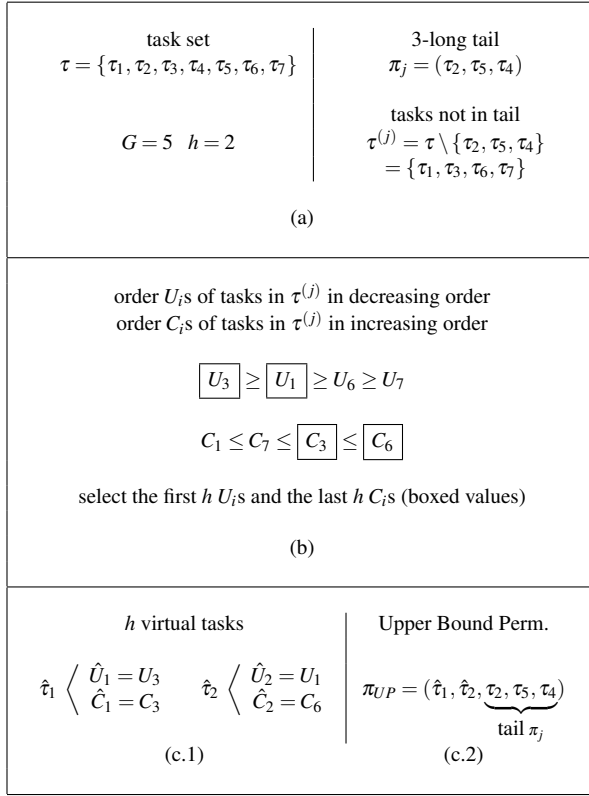 task set
τ = {τ₁, τ₂, τ₃, τ₄, τ₅, τ₆, τ₇}
G = 5 h = 2
3-long tail
πⱼ = (τ₂, τ₅, τ₄)
tasks not in tail
τ⁽ʲ⁾ = τ \ {τ₂, τ₅, τ₄}
= {τ₁, τ₃, τ₆, τ₇}
(a)
order Uᵢs of tasks in τ⁽ʲ⁾ in decreasing order
order Cᵢs of tasks in τ⁽ʲ⁾ in increasing order
U₃ ≥ U₁ ≥ U₆ ≥ U₇
C₁ ≤ C₇ ≤ C₃ ≤ C₆
select the first h Uᵢs and the last h Cᵢs (boxed values)
(b)
h virtual tasks
τ̂₁ ⟨ Û₁ = U₃
Ĉ₁ = C₃
τ̂₂ ⟨ Û₂ = U₁
Ĉ₂ = C₆
(c.1)
Upper Bound Perm.
π_UP = (τ̂₁, τ̂₂, τ₂, τ₅, τ₄)
tail πⱼ
(c.2)